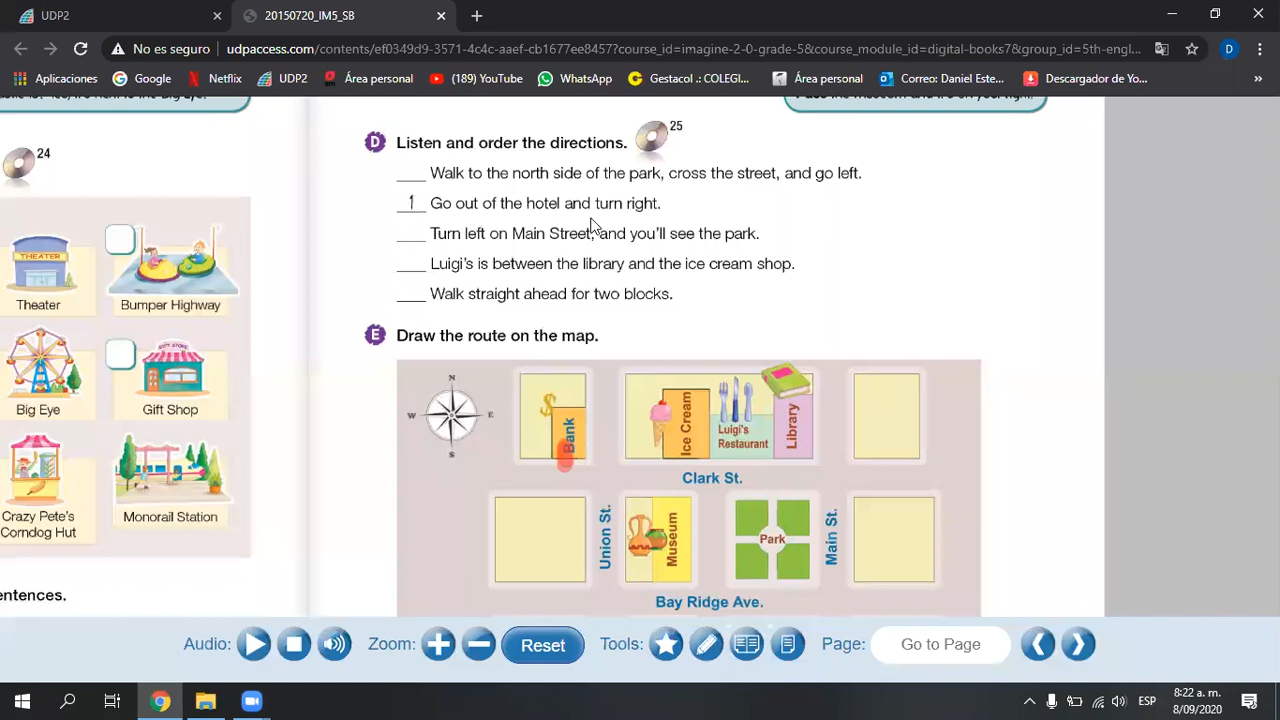 UDP2
20150720_IM5_SB
No es seguro
udpaccess.com/contents/ef0349d9-3571-4c4c-aaef-cb1677ee8457?course_id=imagine-2-0-grade-5&course_module_id=digital-books7&group_id=5th-engl...
D
Aplicaciones
Google
Netflix
UDP2
Área personal
(189) YouTube
WhatsApp
Gestacol .: COLEGI...
Área personal
Correo: Daniel Este...
Descargador de Yo...
»
24
THEATER
Theater
Bumper Highway
Big Eye
GIFT STORE
Gift Shop
Crazy Pete's
Corndog Hut
Monorail Station
entences.
D Listen and order the directions. 25
___ Walk to the north side of the park, cross the street, and go left.
1 Go out of the hotel and turn right.
___ Turn left on Main Street, and you'll see the park.
___ Luigi's is between the library and the ice cream shop.
___ Walk straight ahead for two blocks.
E Draw the route on the map.
N
W E
S
$
Bank
Ice Cream
Luigi's
Restaurant
Library
Clark St.
Union St.
Museum
Park
Main St.
Bay Ridge Ave.
Audio:
Zoom:
Reset
Tools:
Page:
Go to Page
ESP
8:22 a. m.
8/09/2020